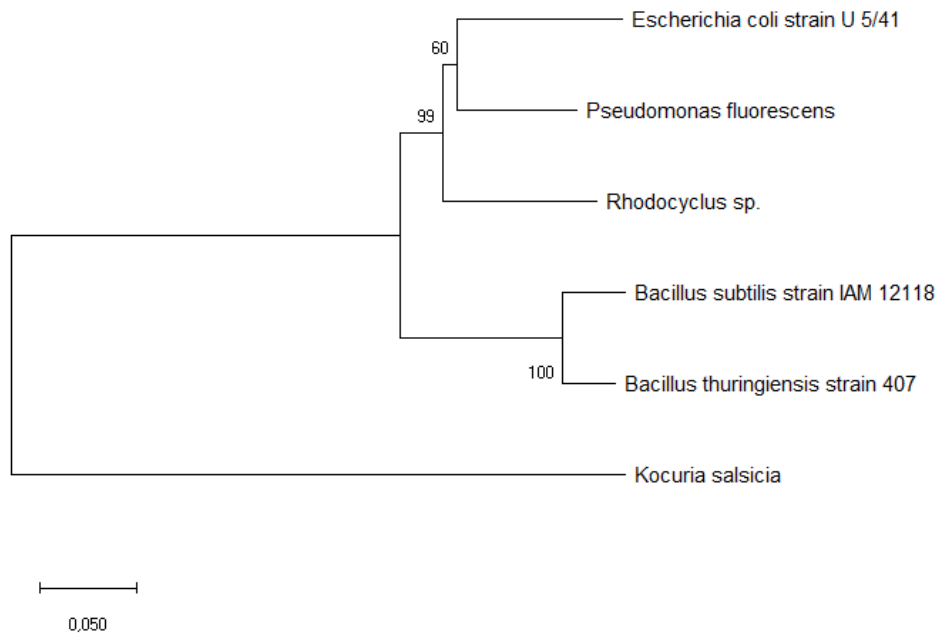 Escherichia coli strain U 5/41
60
Pseudomonas fluorescens
99
Rhodocyclus sp.
Bacillus subtilis strain IAM 12118
100
Bacillus thuringiensis strain 407
Kocuria salsicia
0,050